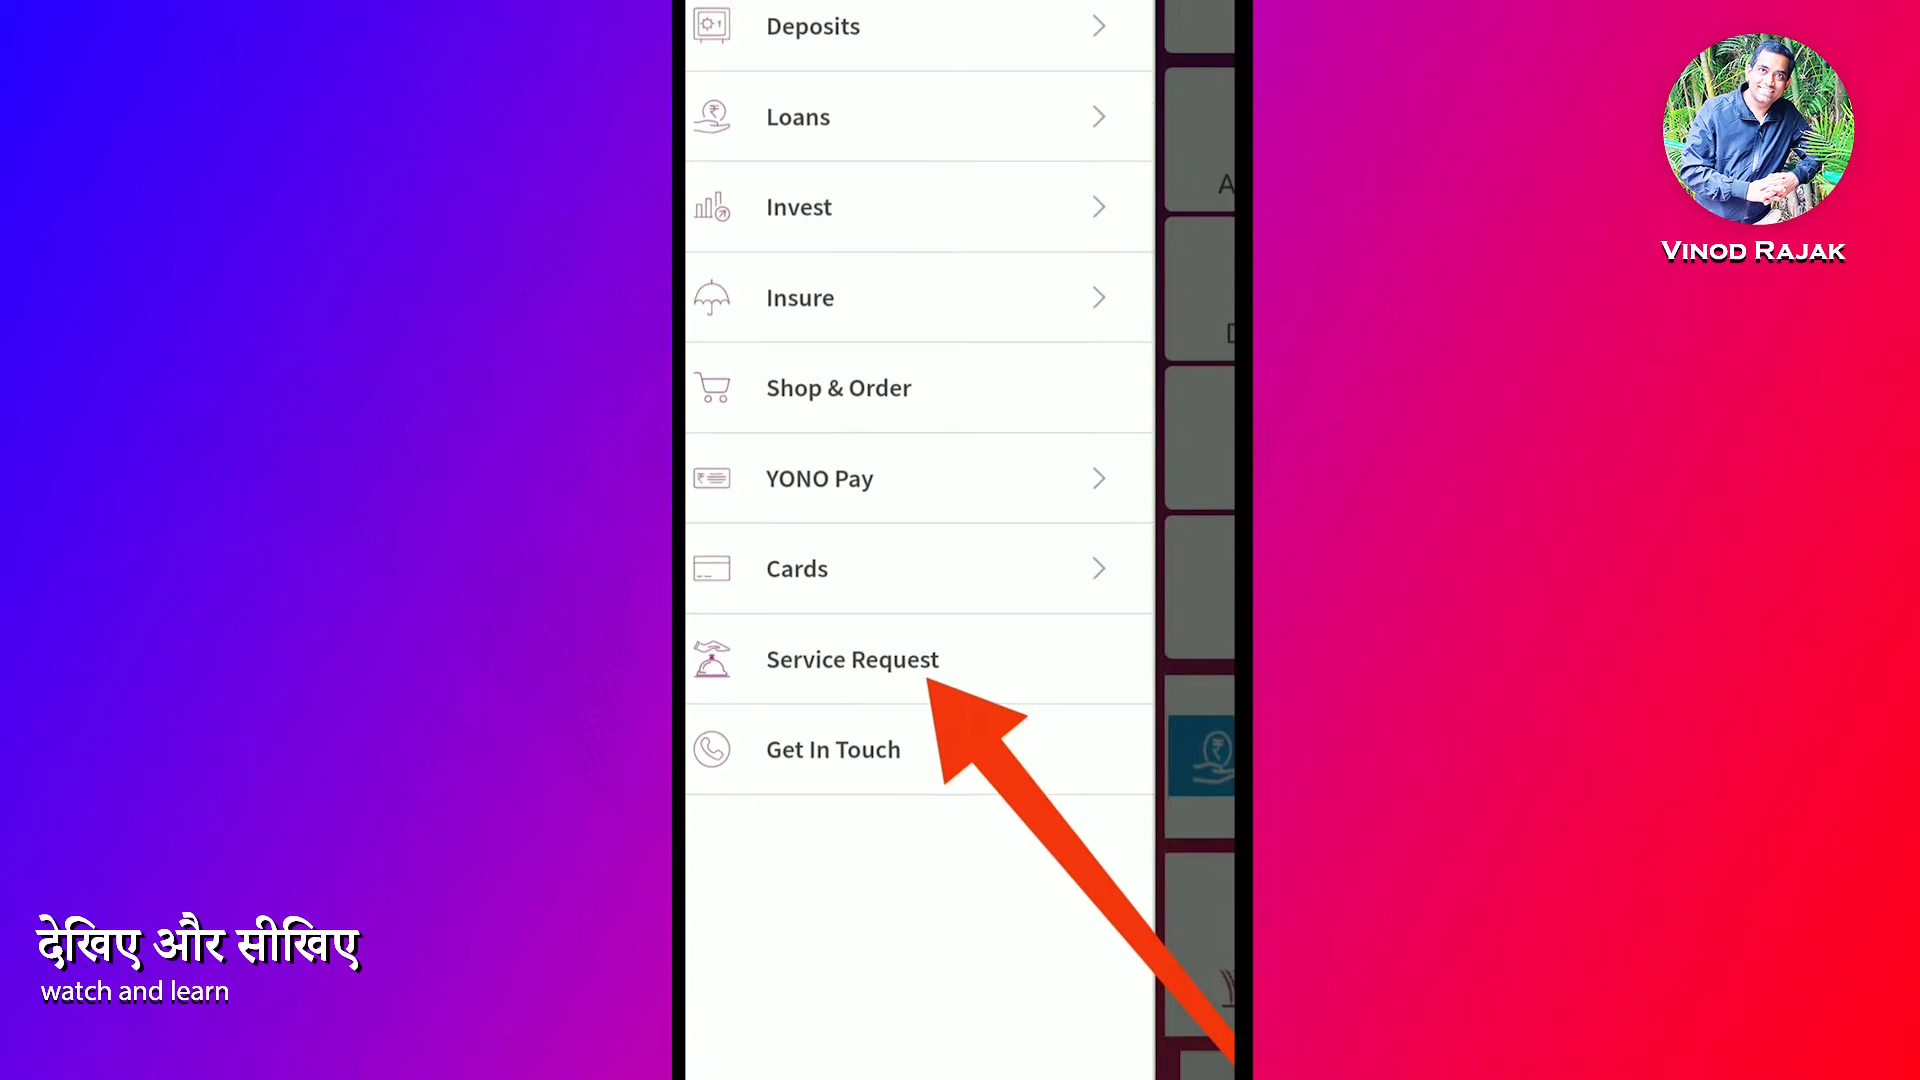 Deposits
Loans
Invest
Insure
Shop & Order
YONO Pay
Cards
Service Request
Get In Touch
A
D
VINOD RAJAK
देखिए और सीखिए
watch and learn